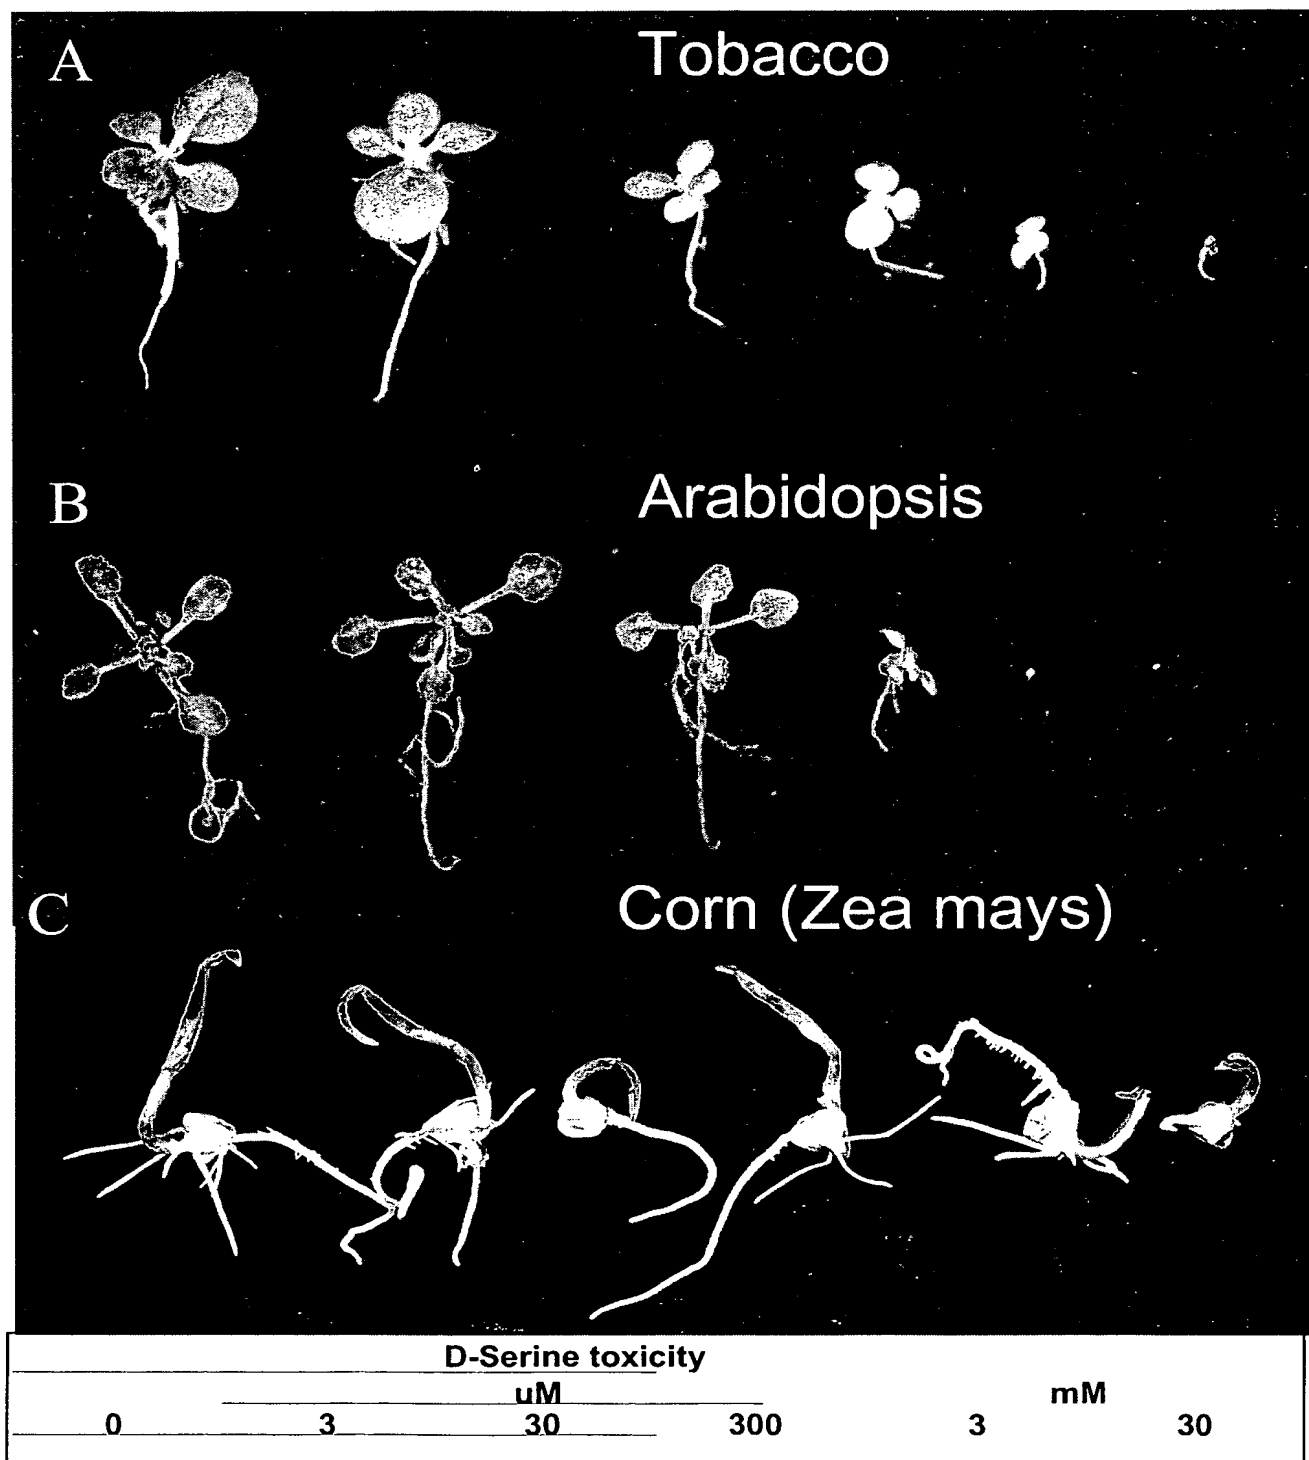 A Tobacco
B Arabidopsis
C Corn (Zea mays)
D-Serine toxicity
uM mM
0 3 30 300 3 30